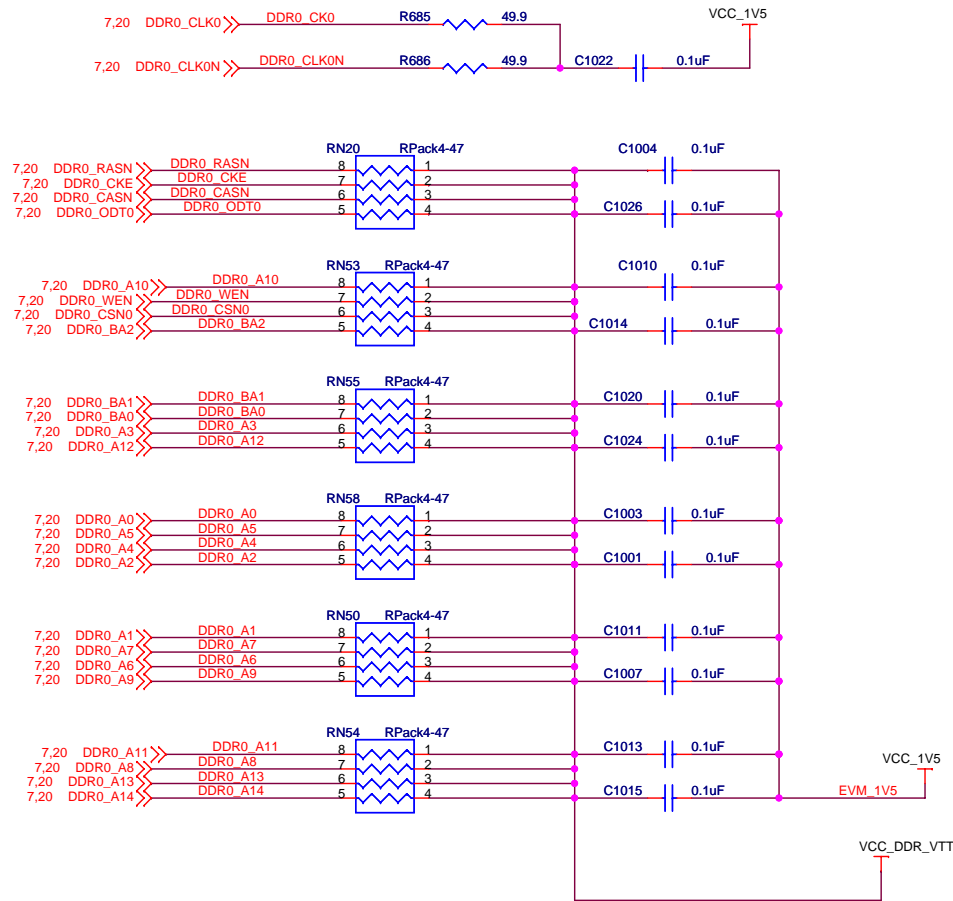 VCC_1V5
7,20 DDR0_CLK0 DDR0_CK0 R685 49.9
7,20 DDR0_CLK0N DDR0_CLK0N R686 49.9 C1022 0.1uF
RN20 RPack4-47 C1004 0.1uF
7,20 DDR0_RASN DDR0_RASN 8 1
7,20 DDR0_CKE DDR0_CKE 7 2
7,20 DDR0_CASN DDR0_CASN 6 3
7,20 DDR0_ODT0 DDR0_ODT0 5 4 C1026 0.1uF
RN53 RPack4-47 C1010 0.1uF
7,20 DDR0_A10 DDR0_A10 8 1
7,20 DDR0_WEN DDR0_WEN 7 2
7,20 DDR0_CSN0 DDR0_CSN0 6 3
7,20 DDR0_BA2 DDR0_BA2 5 4 C1014 0.1uF
RN55 RPack4-47
7,20 DDR0_BA1 DDR0_BA1 8 1 C1020 0.1uF
7,20 DDR0_BA0 DDR0_BA0 7 2
7,20 DDR0_A3 DDR0_A3 6 3
7,20 DDR0_A12 DDR0_A12 5 4 C1024 0.1uF
RN58 RPack4-47
7,20 DDR0_A0 DDR0_A0 8 1 C1003 0.1uF
7,20 DDR0_A5 DDR0_A5 7 2
7,20 DDR0_A4 DDR0_A4 6 3
7,20 DDR0_A2 DDR0_A2 5 4 C1001 0.1uF
RN50 RPack4-47
7,20 DDR0_A1 DDR0_A1 8 1 C1011 0.1uF
7,20 DDR0_A7 DDR0_A7 7 2
7,20 DDR0_A6 DDR0_A6 6 3
7,20 DDR0_A9 DDR0_A9 5 4 C1007 0.1uF
RN54 RPack4-47
7,20 DDR0_A11 DDR0_A11 8 1 C1013 0.1uF
7,20 DDR0_A8 DDR0_A8 7 2
7,20 DDR0_A13 DDR0_A13 6 3
7,20 DDR0_A14 DDR0_A14 5 4 C1015 0.1uF
VCC_1V5
EVM_1V5
VCC_DDR_VTT